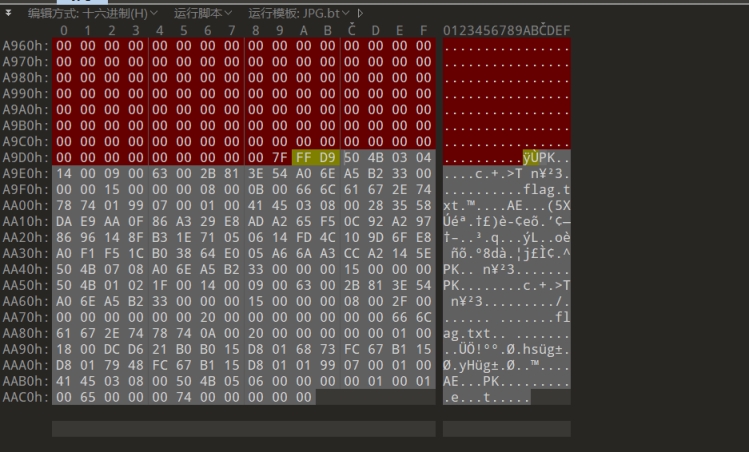 编辑方式: 十六进制(H) 运行脚本 运行模板: JPG.bt
0 1 2 3 4 5 6 7 8 9 A B C D E F 0123456789ABCDEF
A960h: 00 00 00 00 00 00 00 00 00 00 00 00 00 00 00 00 ................
A970h: 00 00 00 00 00 00 00 00 00 00 00 00 00 00 00 00 ................
A980h: 00 00 00 00 00 00 00 00 00 00 00 00 00 00 00 00 ................
A990h: 00 00 00 00 00 00 00 00 00 00 00 00 00 00 00 00 ................
A9A0h: 00 00 00 00 00 00 00 00 00 00 00 00 00 00 00 00 ................
A9B0h: 00 00 00 00 00 00 00 00 00 00 00 00 00 00 00 00 ................
A9C0h: 00 00 00 00 00 00 00 00 00 00 00 00 00 00 00 00 ................
A9D0h: 00 00 00 00 00 00 00 00 00 7F FF D9 50 4B 03 04 ..........ÿÙPK..
A9E0h: 14 00 09 00 63 00 2B 81 3E 54 A0 6E A5 B2 33 00 ....c.+.>T n¥²3.
A9F0h: 00 00 15 00 00 00 08 00 0B 00 66 6C 61 67 2E 74 ..........flag.t
AA00h: 78 74 01 99 07 00 01 00 41 45 03 08 00 28 35 58 xt.™....AE...(5X
AA10h: DA E9 AA 0F 86 A3 29 E8 AD A2 65 F5 0C 92 A2 97 Úéª.†£)è-¢eõ.’¢—
AA20h: 86 96 14 8F B3 1E 71 05 06 14 FD 4C 10 9D 6F E8 †–..³.q...ýL..oè
AA30h: A0 F1 F5 1C B0 38 64 E0 05 A6 6A A3 CC A2 14 5E  ñõ.°8dà.¦j£Ì¢.^
AA40h: 50 4B 07 08 A0 6E A5 B2 33 00 00 00 15 00 00 00 PK.. n¥²3.......
AA50h: 50 4B 01 02 1F 00 14 00 09 00 63 00 2B 81 3E 54 PK........c.+.>T
AA60h: A0 6E A5 B2 33 00 00 00 15 00 00 00 08 00 2F 00  n¥²3........./.
AA70h: 00 00 00 00 00 00 20 00 00 00 00 00 00 00 66 6C ...... .......fl
AA80h: 61 67 2E 74 78 74 0A 00 20 00 00 00 00 00 01 00 ag.txt.. .......
AA90h: 18 00 DC D6 21 B0 B0 15 D8 01 68 73 FC 67 B1 15 ..ÜÖ!°°.Ø.hsüg±.
AAA0h: D8 01 79 48 FC 67 B1 15 D8 01 01 99 07 00 01 00 Ø.yHüg±.Ø..™....
AAB0h: 41 45 03 08 00 50 4B 05 06 00 00 00 00 01 00 01 AE...PK.........
AAC0h: 00 65 00 00 00 74 00 00 00 00 00 .e...t.....